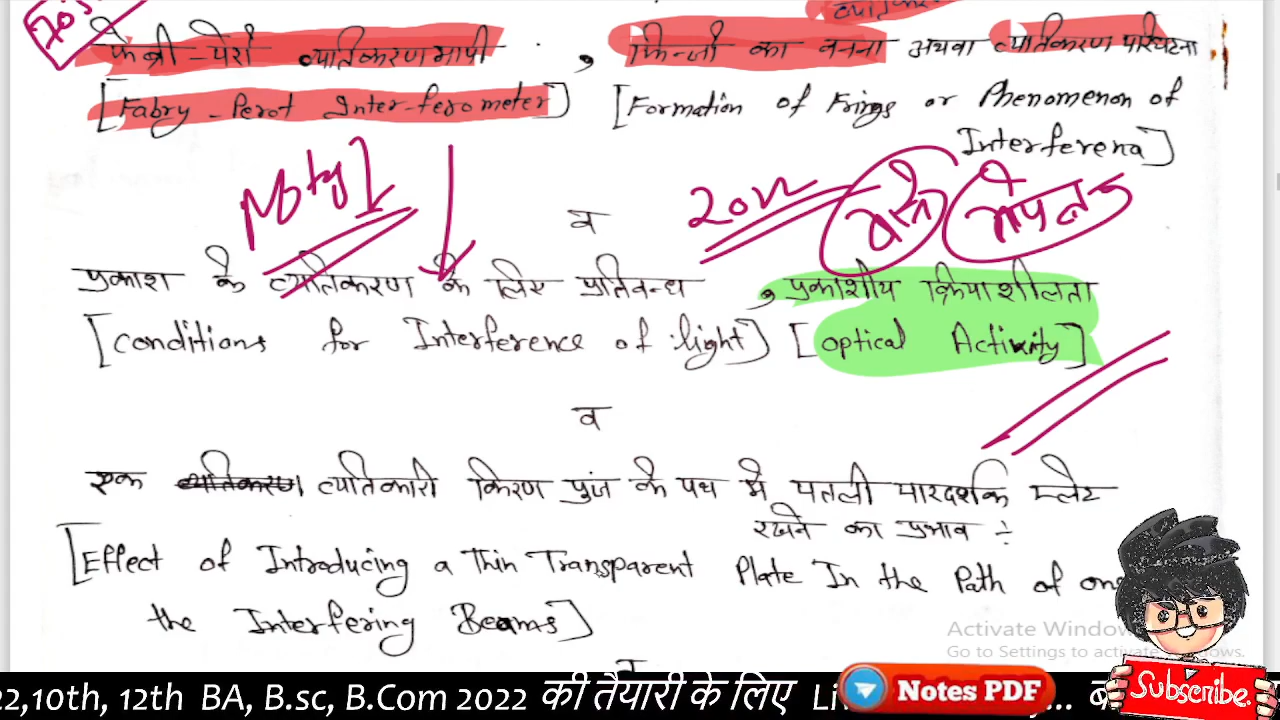 फेब्री-पेरो व्यतिकरणमापी , फ्रिन्जो का बनना अथवा व्यतिकरण परिघटना
[Fabry-Perot Inter-ferometer] [Formation of Frings or Phenomenon of
Interferena]
2022
व
प्रकाश के व्यतिकरण के लिए प्रतिबन्ध , प्रकाशीय क्रियाशीलता
[Conditions for Interference of light] [Optical Activity]
व
एक व्यतिकरण व्यतिकारी किरण पुंज के पथ मे पतली पारदर्शक प्लेट
रखने का प्रभाव ÷
[Effect of Introducing a Thin Transparent Plate In the Path of one
the Interfering Beams]
व
Activate Windows
Go to Settings to activate Windows.
22,10th, 12th BA, B.sc, B.Com 2022 की तैयारी के लिए
Notes PDF
Subscribe.